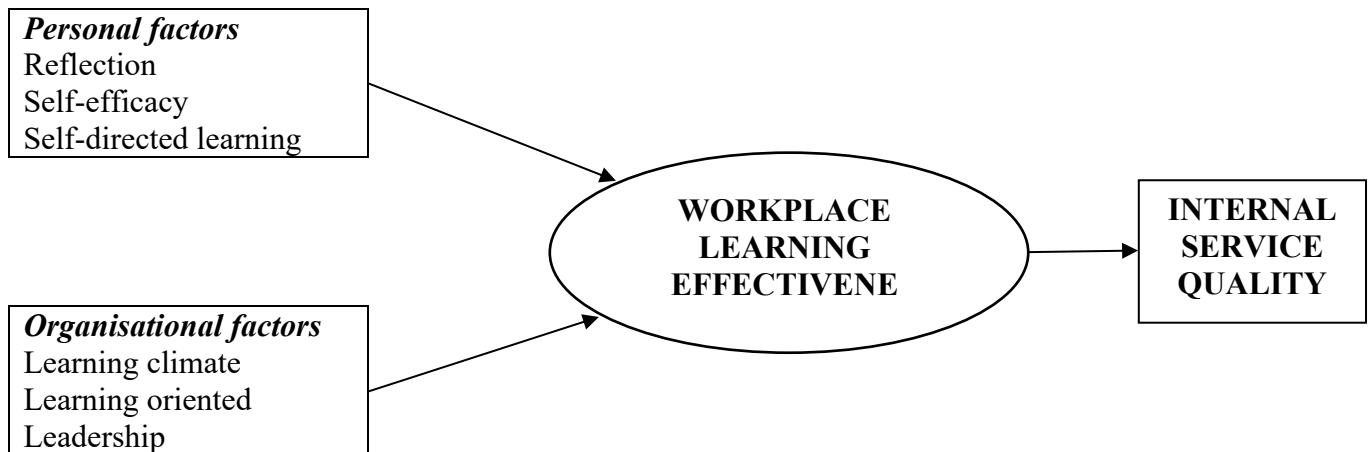 Personal factors
Reflection
Self-efficacy
Self-directed learning
WORKPLACE
LEARNING
EFFECTIVENE
INTERNAL
SERVICE
QUALITY
Organisational factors
Learning climate
Learning oriented
Leadership